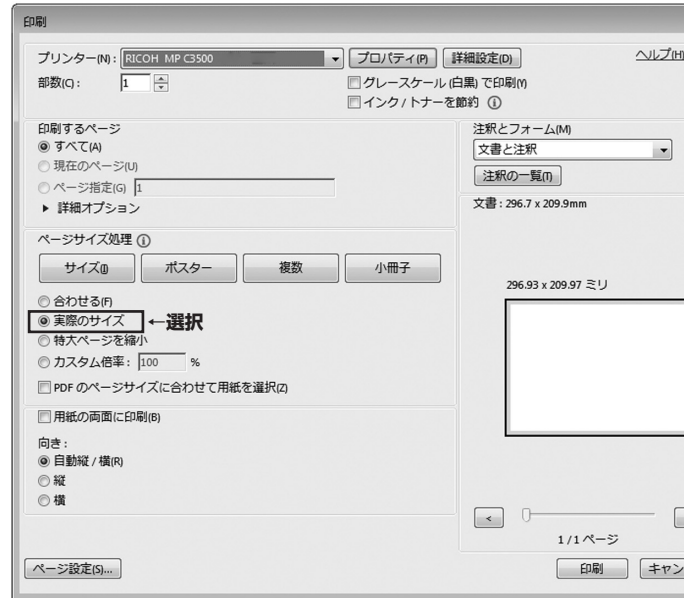 印刷
プリンター(N): RICOH MP C3500 プロパティ(P) 詳細設定(D) ヘルプ(H)
部数(C): 1 グレースケール (白黒) で印刷(Y)
インク / トナーを節約
印刷するページ
すべて(A)
現在のページ(U)
ページ指定(G) 1
詳細オプション
注釈とフォーム(M)
文書と注釈
注釈の一覧(T)
文書 : 296.7 x 209.9mm
ページサイズ処理
サイズ(I) ポスター 複数 小冊子
合わせる(F)
実際のサイズ ←選択
特大ページを縮小
カスタム倍率 : 100 %
PDF のページサイズに合わせて用紙を選択(Z)
296.93 x 209.97 ミリ
用紙の両面に印刷(B)
向き :
自動縦 / 横(R)
縦
横
<
1 / 1 ページ
ページ設定(S)... 印刷 キャン